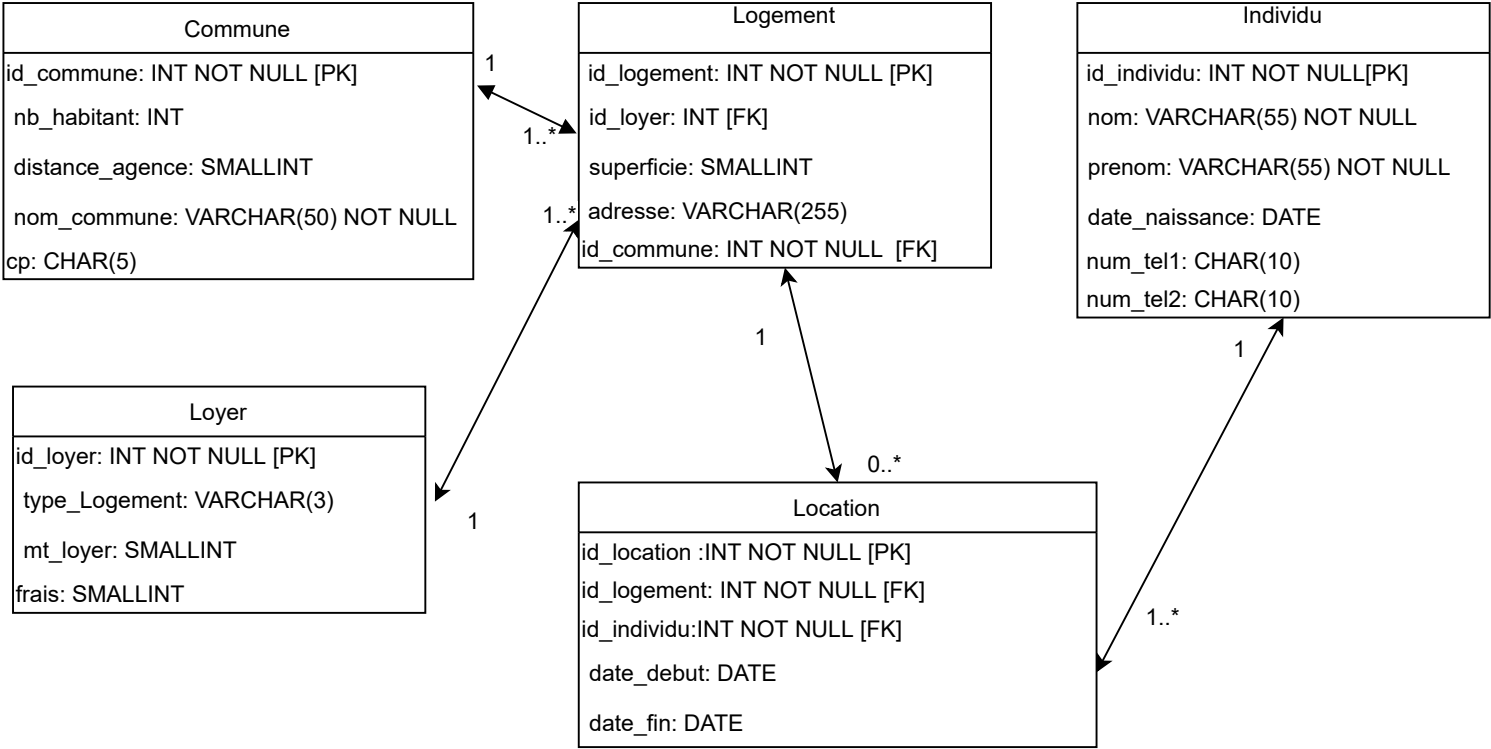 Commune
id_commune: INT NOT NULL [PK]
nb_habitant: INT
distance_agence: SMALLINT
nom_commune: VARCHAR(50) NOT NULL
cp: CHAR(5)
1
1..*
Logement
id_logement: INT NOT NULL [PK]
id_loyer: INT [FK]
superficie: SMALLINT
adresse: VARCHAR(255)
id_commune: INT NOT NULL  [FK]
1..*
1
Individu
id_individu: INT NOT NULL[PK]
nom: VARCHAR(55) NOT NULL
prenom: VARCHAR(55) NOT NULL
date_naissance: DATE
num_tel1: CHAR(10)
num_tel2: CHAR(10)
1
Loyer
id_loyer: INT NOT NULL [PK]
type_Logement: VARCHAR(3)
mt_loyer: SMALLINT
frais: SMALLINT
1
0..*
Location
id_location :INT NOT NULL [PK]
id_logement: INT NOT NULL [FK]
id_individu:INT NOT NULL [FK]
date_debut: DATE
date_fin: DATE
1..*